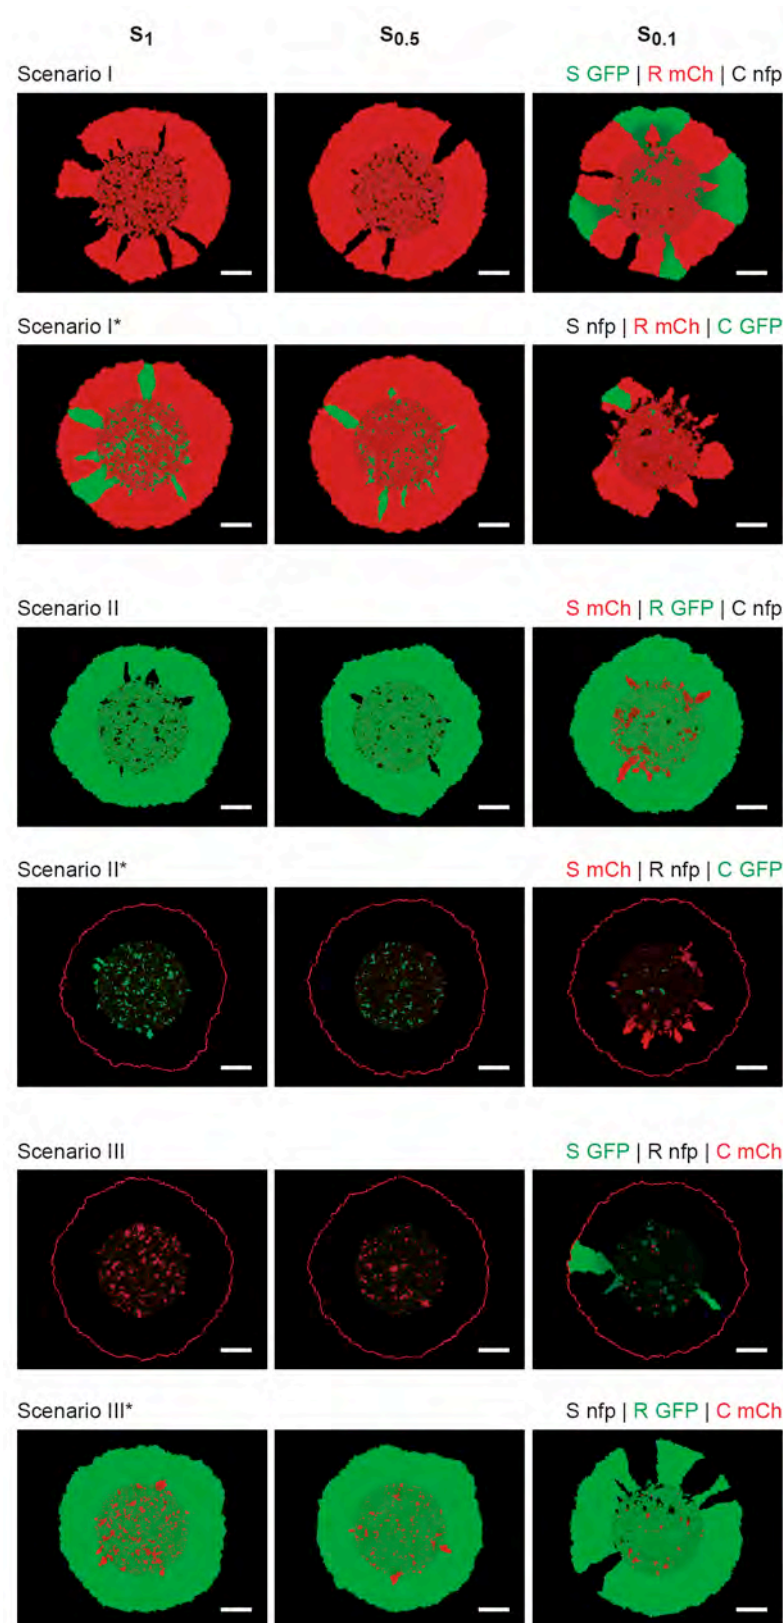 S1 S0.5 S0.1
Scenario I S GFP | R mCh | C nfp
Scenario I* S nfp | R mCh | C GFP
Scenario II S mCh | R GFP | C nfp
Scenario II* S mCh | R nfp | C GFP
Scenario III S GFP | R nfp | C mCh
Scenario III* S nfp | R GFP | C mCh